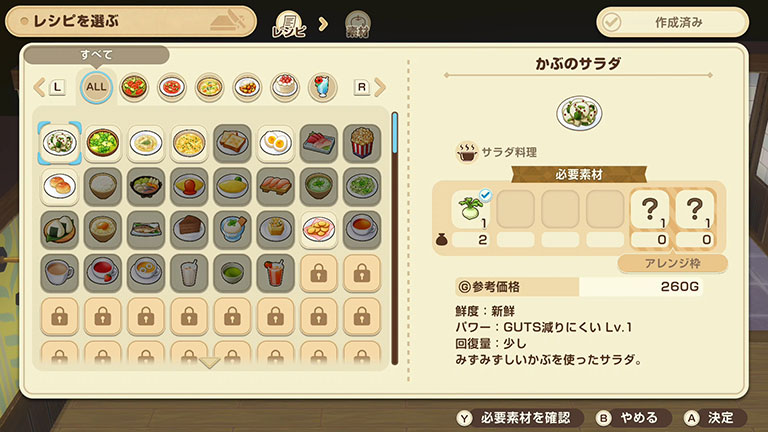 レシピを選ぶ
レシピ
素材
作成済み
すべて
L
ALL
R
かぶのサラダ
サラダ料理
必要素材
1
2
? 1
0
? 1
0
アレンジ枠
G参考価格
260G
鮮度：新鮮
パワー：GUTS減りにくい Lv.1
回復量：少し
みずみずしいかぶを使ったサラダ。
Y 必要素材を確認
B やめる
A 決定